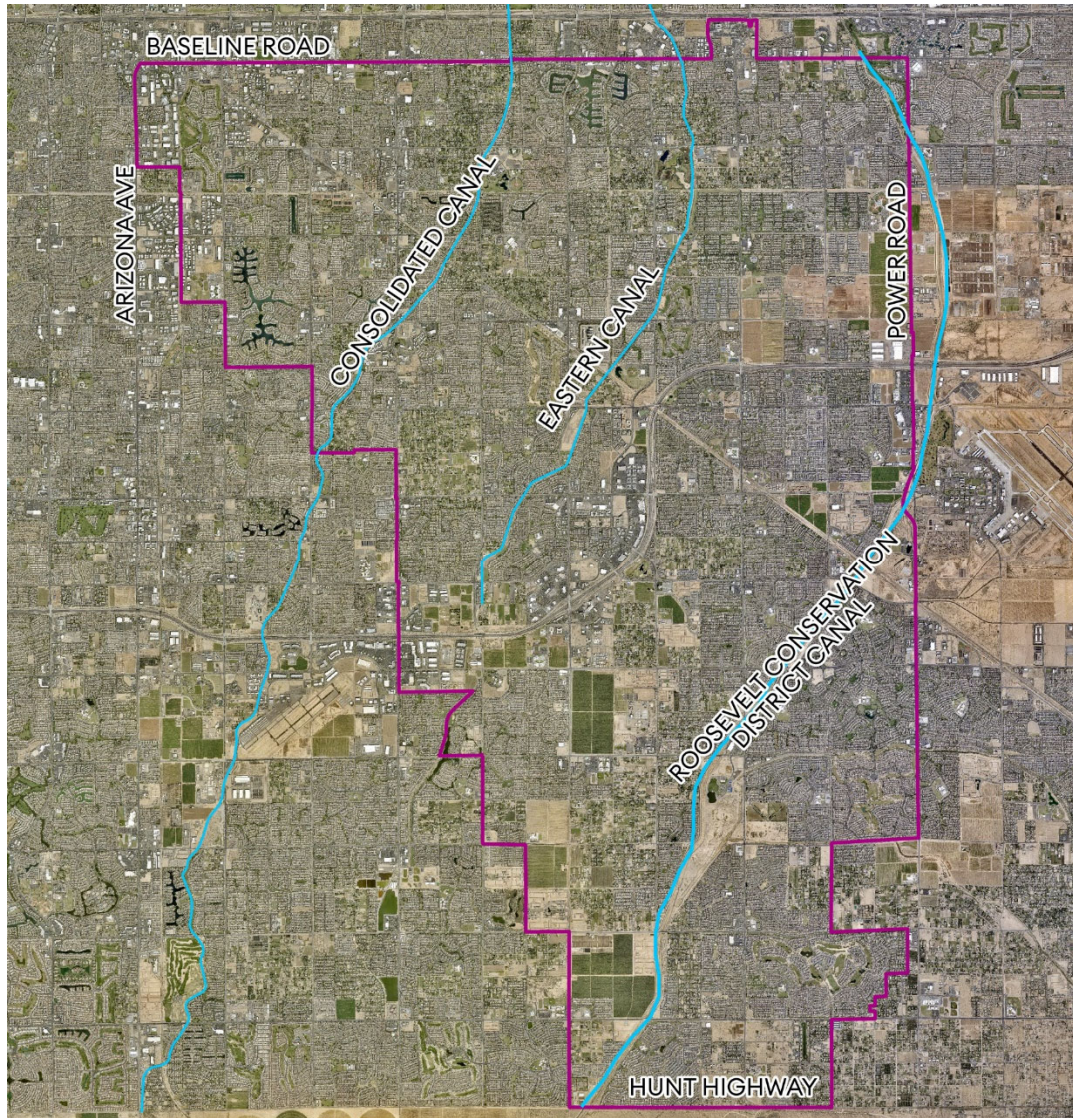 BASELINE ROAD
ARIZONA AVE
CONSOLIDATED CANAL
EASTERN CANAL
POWER ROAD
ROOSEVELT CONSERVATION
DISTRICT CANAL
HUNT HIGHWAY